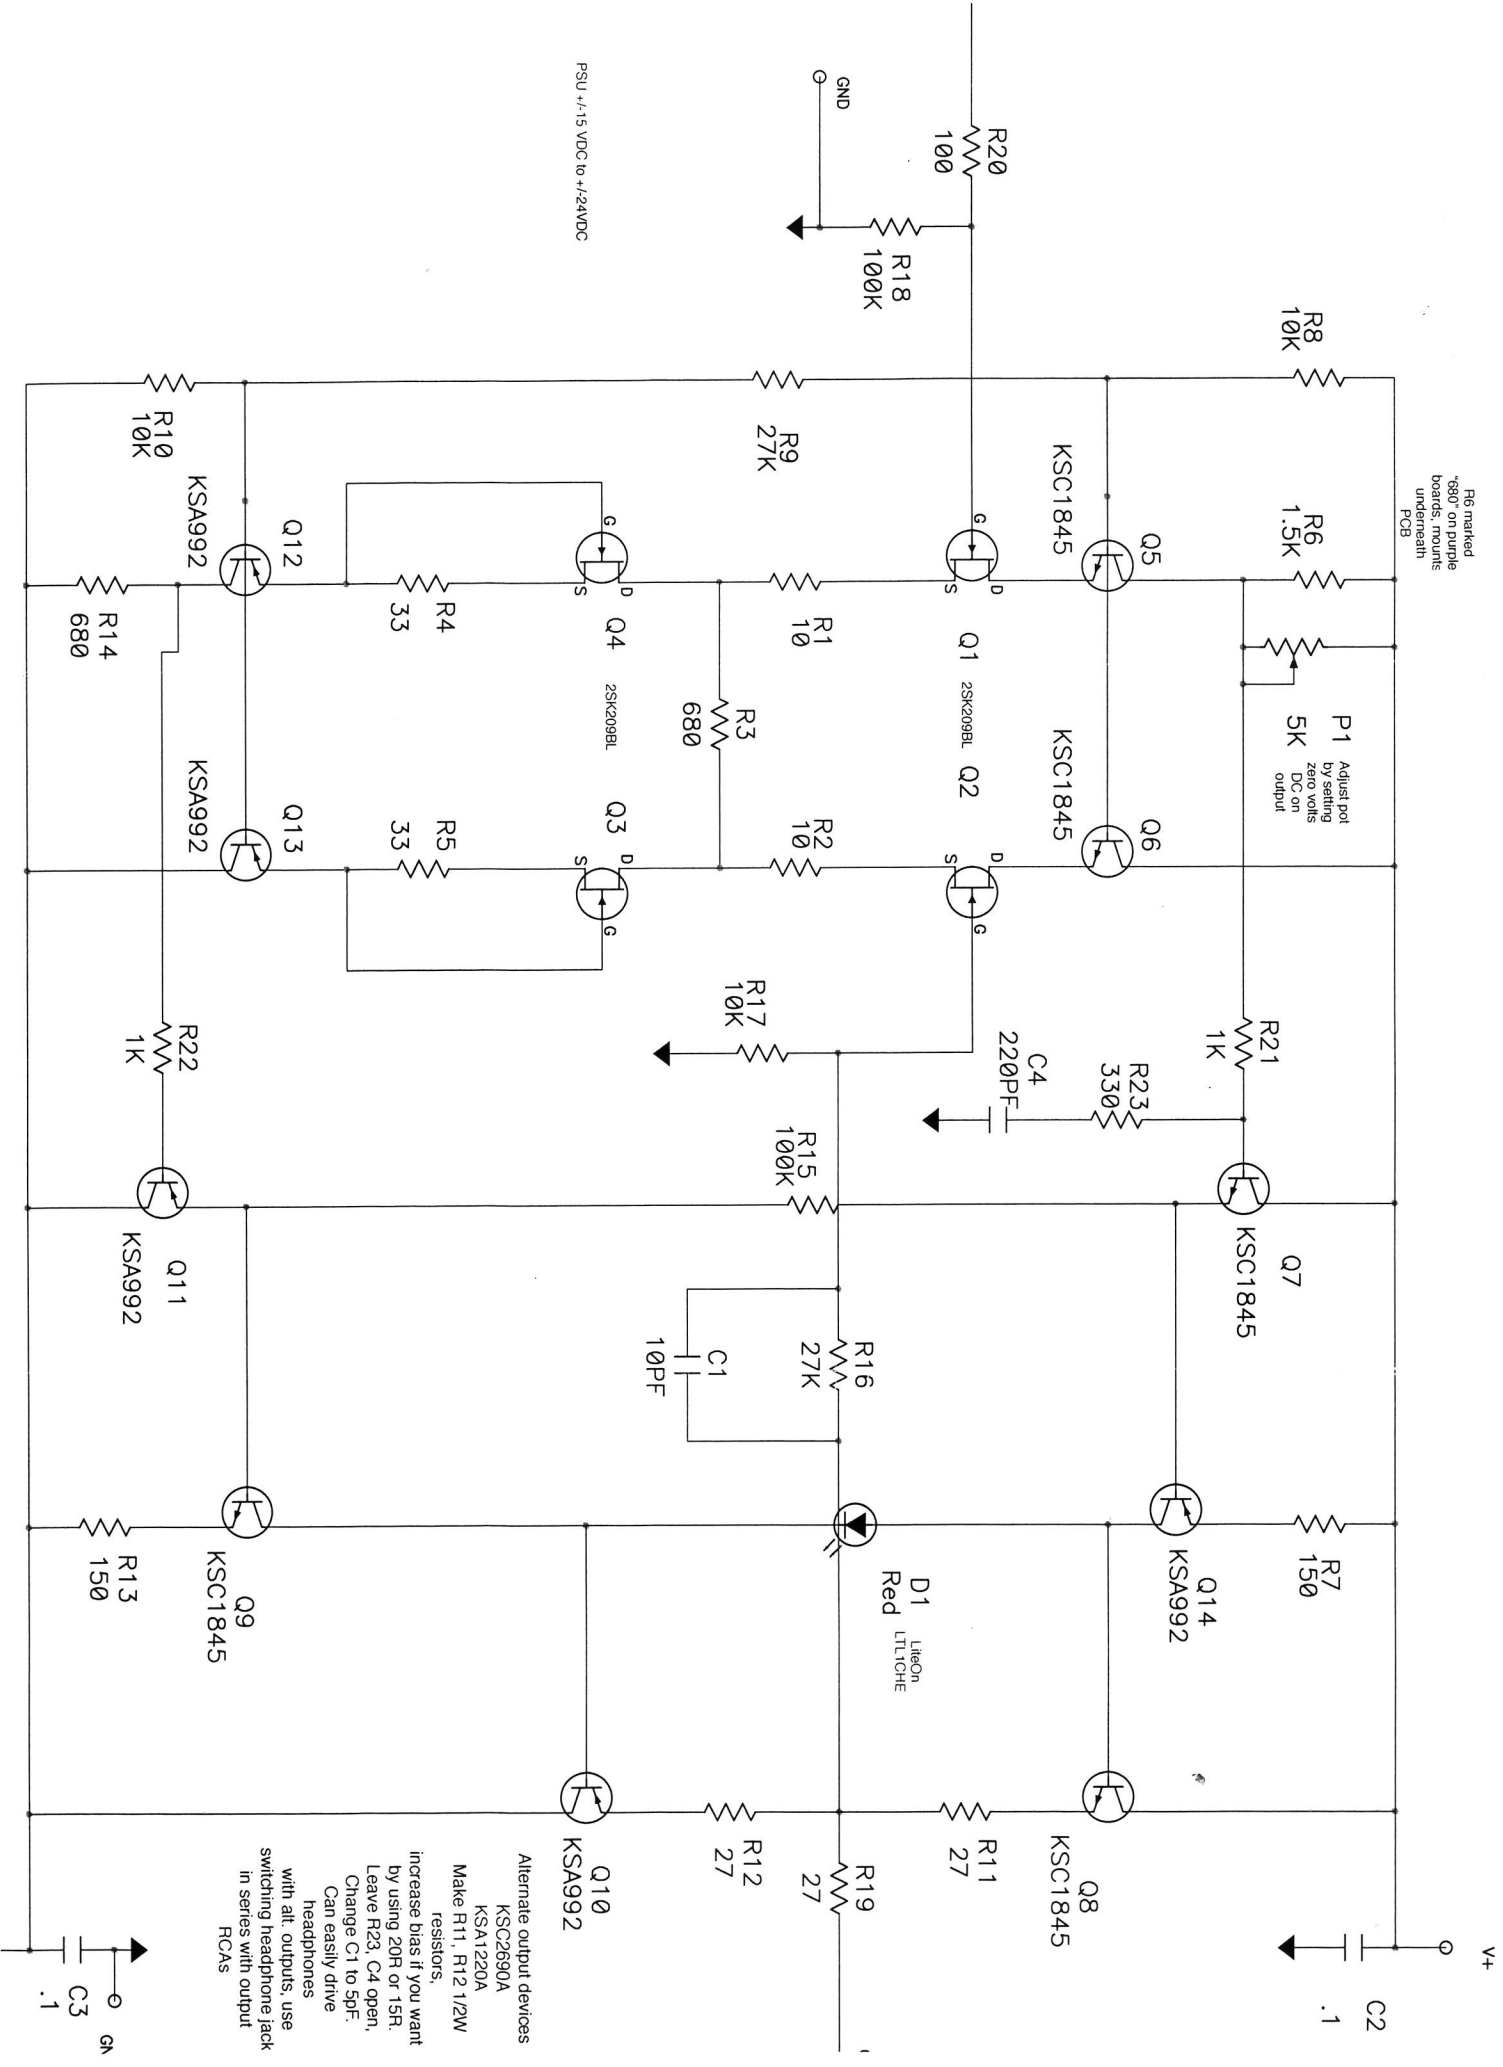 V+
C2
.1
R6 marked
"680" on purple
boards, mounts
underneath
PCB
R8
10K
R6
1.5K
P1
5K
Adjust pot
by setting
zero volts
DC on
output
R7
150
Q5
KSC1845
Q6
KSC1845
R21
1K
Q7
KSC1845
Q14
KSA992
R23
330
C4
220PF
Q8
KSC1845
R20
100
GND
R18
100K
G
D
S
Q1
2SK209BL
Q2
D
S
G
D1
Red
LiteOn
LTL1CHE
R11
27
R1
10
R2
10
R17
10K
R15
100K
R16
27K
R19
27
R9
27K
R3
680
C1
10PF
R12
27
PSU +/-15 VDC to +/-24VDC
G
D
S
Q4
2SK209BL
Q3
D
S
G
Q10
KSA992
R4
33
R5
33
Alternate output devices
KSC2690A
KSA1220A
Make R11, R12 1/2W
resistors,
increase bias if you want
by using 20R or 15R.
Leave R23, C4 open,
Change C1 to 5pF.
Can easily drive
headphones
with alt. outputs, use
switching headphone jack
in series with output
RCAs
Q12
KSA992
Q13
KSA992
R22
1K
Q11
KSA992
Q9
KSC1845
R10
10K
R14
680
R13
150
C3
.1